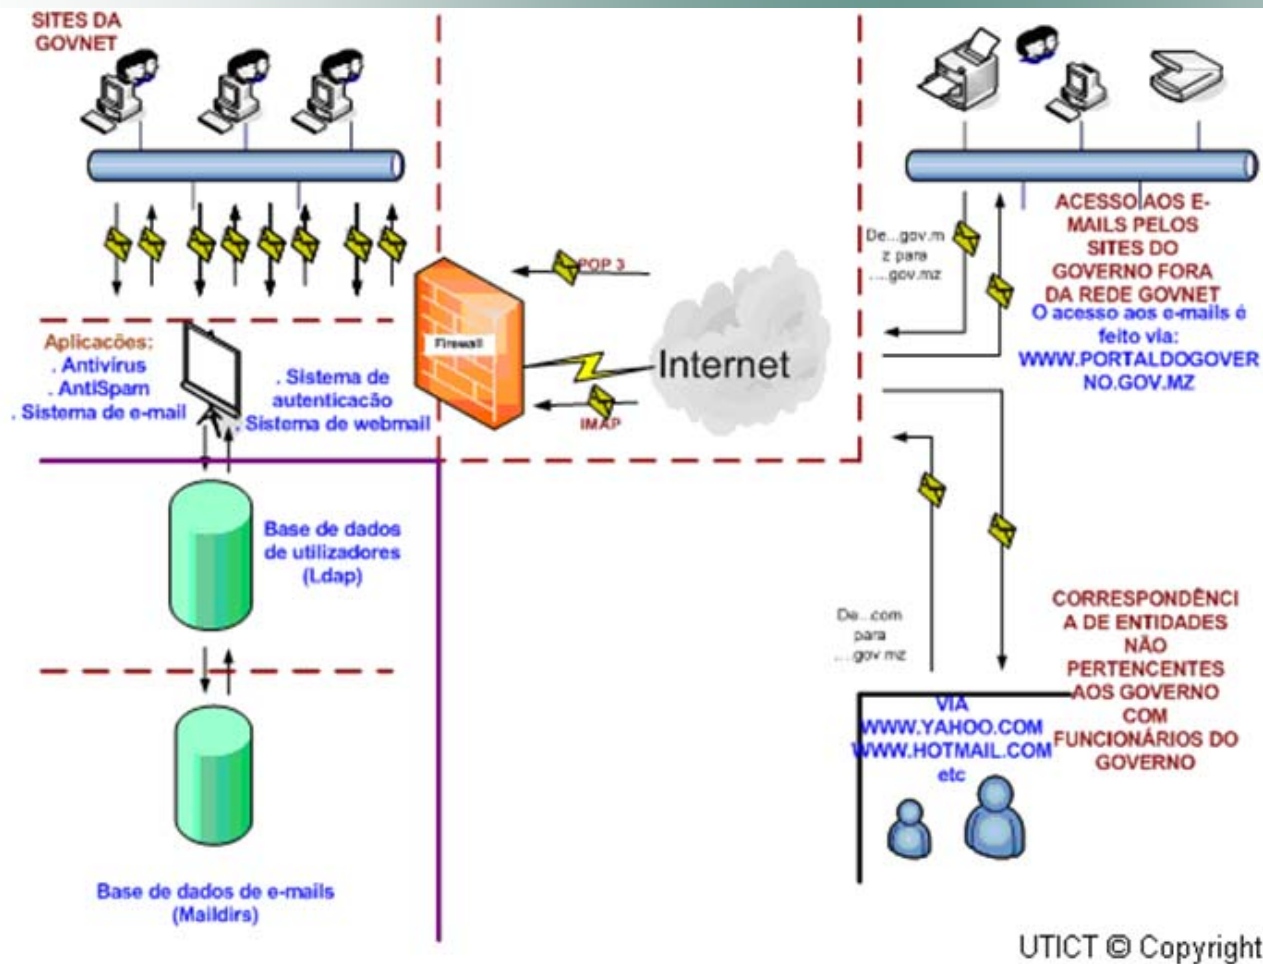 SITES DA
GOVNET
POP 3
Firewall
Internet
IMAP
Aplicacões:
. Antivírus
. AntiSpam
. Sistema de e-mail
. Sistema de
autenticacão
. Sistema de webmail
Base de dados
de utilizadores
(Ldap)
Base de dados de e-mails
(Maildirs)
De...gov.m
z para
....gov.mz
ACESSO AOS E-
MAILS PELOS
SITES DO
GOVERNO FORA
DA REDE GOVNET
O acesso aos e-mails é
feito via:
WWW.PORTALDOGOVER
NO.GOV.MZ
De...com
para
....gov.mz
CORRESPONDÊNCI
A DE ENTIDADES
NÃO
PERTENCENTES
AOS GOVERNO
COM
FUNCIONÁRIOS DO
GOVERNO
VIA
WWW.YAHOO.COM
WWW.HOTMAIL.COM
etc
UTICT © Copyright